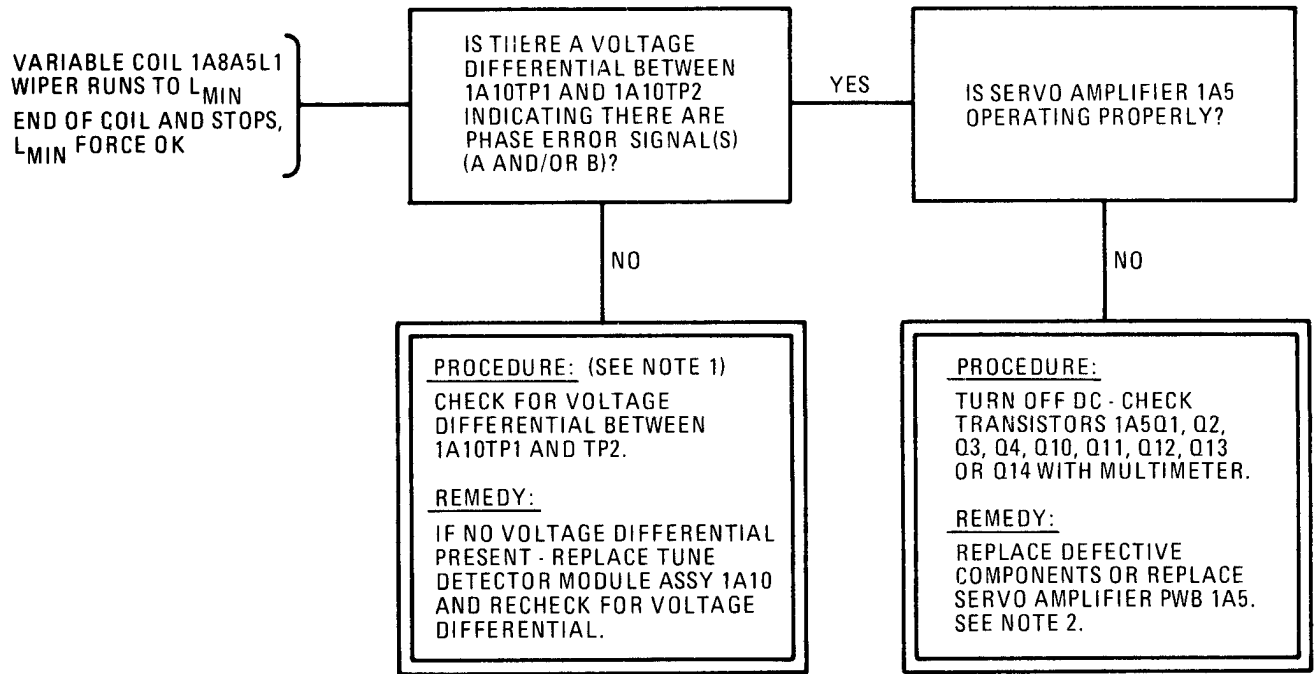 VARIABLE COIL 1A8A5L1
WIPER RUNS TO LMIN
END OF COIL AND STOPS,
LMIN FORCE OK
IS THERE A VOLTAGE
DIFFERENTIAL BETWEEN
1A10TP1 AND 1A10TP2
INDICATING THERE ARE
PHASE ERROR SIGNAL(S)
(A AND/OR B)?
YES
IS SERVO AMPLIFIER 1A5
OPERATING PROPERLY?
NO
NO
PROCEDURE: (SEE NOTE 1)
CHECK FOR VOLTAGE
DIFFERENTIAL BETWEEN
1A10TP1 AND TP2.
REMEDY:
IF NO VOLTAGE DIFFERENTIAL
PRESENT - REPLACE TUNE
DETECTOR MODULE ASSY 1A10
AND RECHECK FOR VOLTAGE
DIFFERENTIAL.
PROCEDURE:
TURN OFF DC - CHECK
TRANSISTORS 1A5Q1, Q2,
Q3, Q4, Q10, Q11, Q12, Q13
OR Q14 WITH MULTIMETER.
REMEDY:
REPLACE DEFECTIVE
COMPONENTS OR REPLACE
SERVO AMPLIFIER PWB 1A5.
SEE NOTE 2.